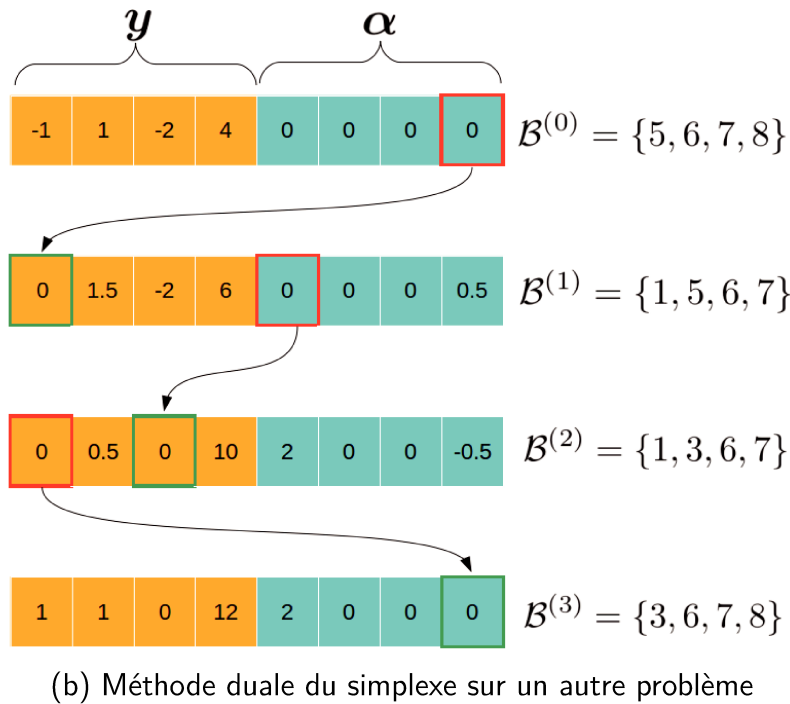 y α
-1 1 -2 4 0 0 0 0 B^(0) = {5, 6, 7, 8}
0 1.5 -2 6 0 0 0 0.5 B^(1) = {1, 5, 6, 7}
0 0.5 0 10 2 0 0 -0.5 B^(2) = {1, 3, 6, 7}
1 1 0 12 2 0 0 0 B^(3) = {3, 6, 7, 8}
(b) Méthode duale du simplexe sur un autre problème